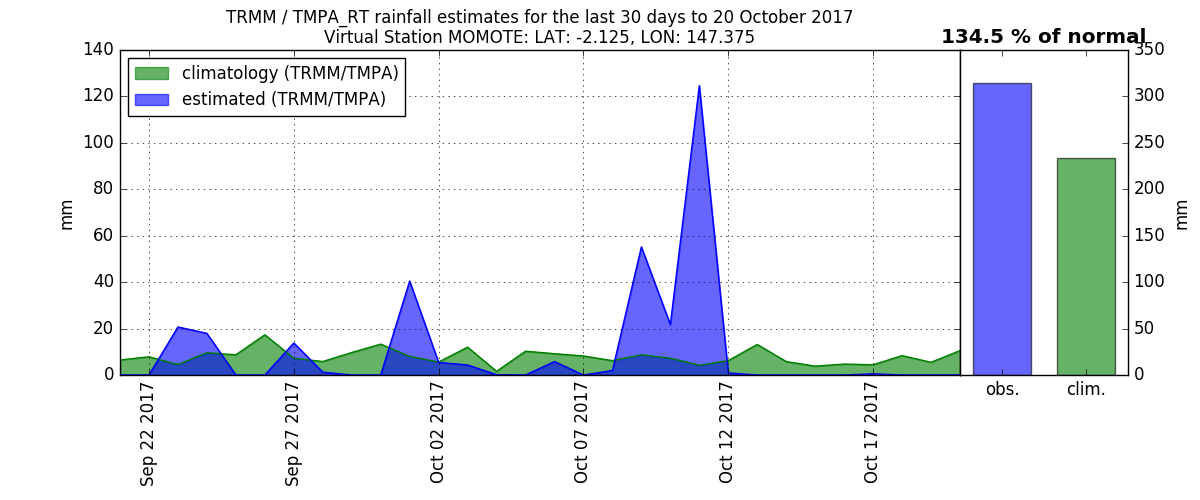 TRMM / TMPA_RT rainfall estimates for the last 30 days to 20 October 2017
Virtual Station MOMOTE: LAT: -2.125, LON: 147.375
134.5 % of normal
climatology (TRMM/TMPA)
estimated (TRMM/TMPA)
140
120
100
80
60
40
20
0
mm
Sep 22 2017
Sep 27 2017
Oct 02 2017
Oct 07 2017
Oct 12 2017
Oct 17 2017
350
300
250
200
150
100
50
0
mm
obs.
clim.